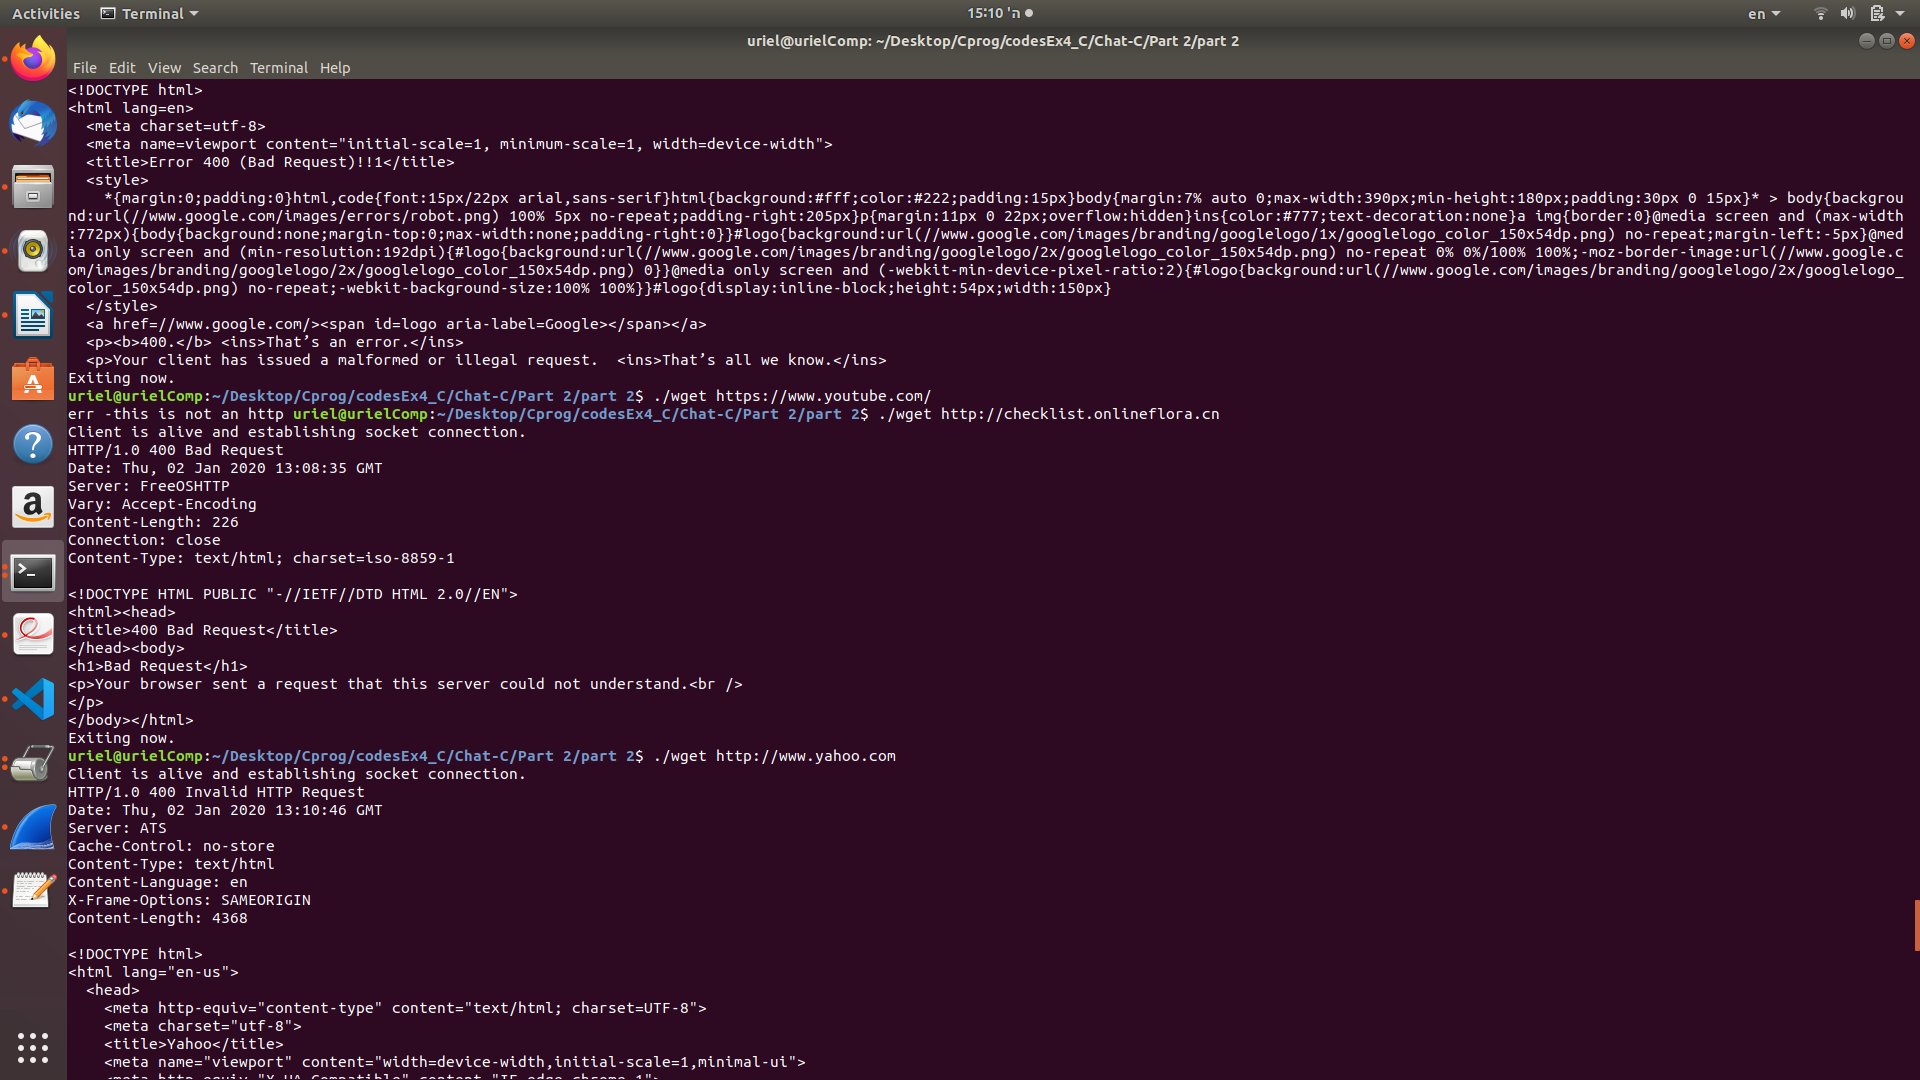 Activities Terminal 15:10 'ה en
uriel@urielComp: ~/Desktop/Cprog/codesEx4_C/Chat-C/Part 2/part 2
File Edit View Search Terminal Help
<!DOCTYPE html>
<html lang=en>
  <meta charset=utf-8>
  <meta name=viewport content="initial-scale=1, minimum-scale=1, width=device-width">
  <title>Error 400 (Bad Request)!!1</title>
  <style>
    *{margin:0;padding:0}html,code{font:15px/22px arial,sans-serif}html{background:#fff;color:#222;padding:15px}body{margin:7% auto 0;max-width:390px;min-height:180px;padding:30px 0 15px}* > body{backgrou
nd:url(//www.google.com/images/errors/robot.png) 100% 5px no-repeat;padding-right:205px}p{margin:11px 0 22px;overflow:hidden}ins{color:#777;text-decoration:none}a img{border:0}@media screen and (max-width
:772px){body{background:none;margin-top:0;max-width:none;padding-right:0}}#logo{background:url(//www.google.com/images/branding/googlelogo/1x/googlelogo_color_150x54dp.png) no-repeat;margin-left:-5px}@med
ia only screen and (min-resolution:192dpi){#logo{background:url(//www.google.com/images/branding/googlelogo/2x/googlelogo_color_150x54dp.png) no-repeat 0% 0%/100% 100%;-moz-border-image:url(//www.google.c
om/images/branding/googlelogo/2x/googlelogo_color_150x54dp.png) 0}}@media only screen and (-webkit-min-device-pixel-ratio:2){#logo{background:url(//www.google.com/images/branding/googlelogo/2x/googlelogo_
color_150x54dp.png) no-repeat;-webkit-background-size:100% 100%}}#logo{display:inline-block;height:54px;width:150px}
  </style>
  <a href=//www.google.com/><span id=logo aria-label=Google></span></a>
  <p><b>400.</b> <ins>That’s an error.</ins>
  <p>Your client has issued a malformed or illegal request.  <ins>That’s all we know.</ins>
Exiting now.
uriel@urielComp:~/Desktop/Cprog/codesEx4_C/Chat-C/Part 2/part 2$ ./wget https://www.youtube.com/
err -this is not an http uriel@urielComp:~/Desktop/Cprog/codesEx4_C/Chat-C/Part 2/part 2$ ./wget http://checklist.onlineflora.cn
Client is alive and establishing socket connection.
HTTP/1.0 400 Bad Request
Date: Thu, 02 Jan 2020 13:08:35 GMT
Server: FreeOSHTTP
Vary: Accept-Encoding
Content-Length: 226
Connection: close
Content-Type: text/html; charset=iso-8859-1

<!DOCTYPE HTML PUBLIC "-//IETF//DTD HTML 2.0//EN">
<html><head>
<title>400 Bad Request</title>
</head><body>
<h1>Bad Request</h1>
<p>Your browser sent a request that this server could not understand.<br />
</p>
</body></html>
Exiting now.
uriel@urielComp:~/Desktop/Cprog/codesEx4_C/Chat-C/Part 2/part 2$ ./wget http://www.yahoo.com
Client is alive and establishing socket connection.
HTTP/1.0 400 Invalid HTTP Request
Date: Thu, 02 Jan 2020 13:10:46 GMT
Server: ATS
Cache-Control: no-store
Content-Type: text/html
Content-Language: en
X-Frame-Options: SAMEORIGIN
Content-Length: 4368

<!DOCTYPE html>
<html lang="en-us">
  <head>
    <meta http-equiv="content-type" content="text/html; charset=UTF-8">
    <meta charset="utf-8">
    <title>Yahoo</title>
    <meta name="viewport" content="width=device-width,initial-scale=1,minimal-ui">
    <meta http-equiv="X-UA-Compatible" content="IE=edge,chrome=1">